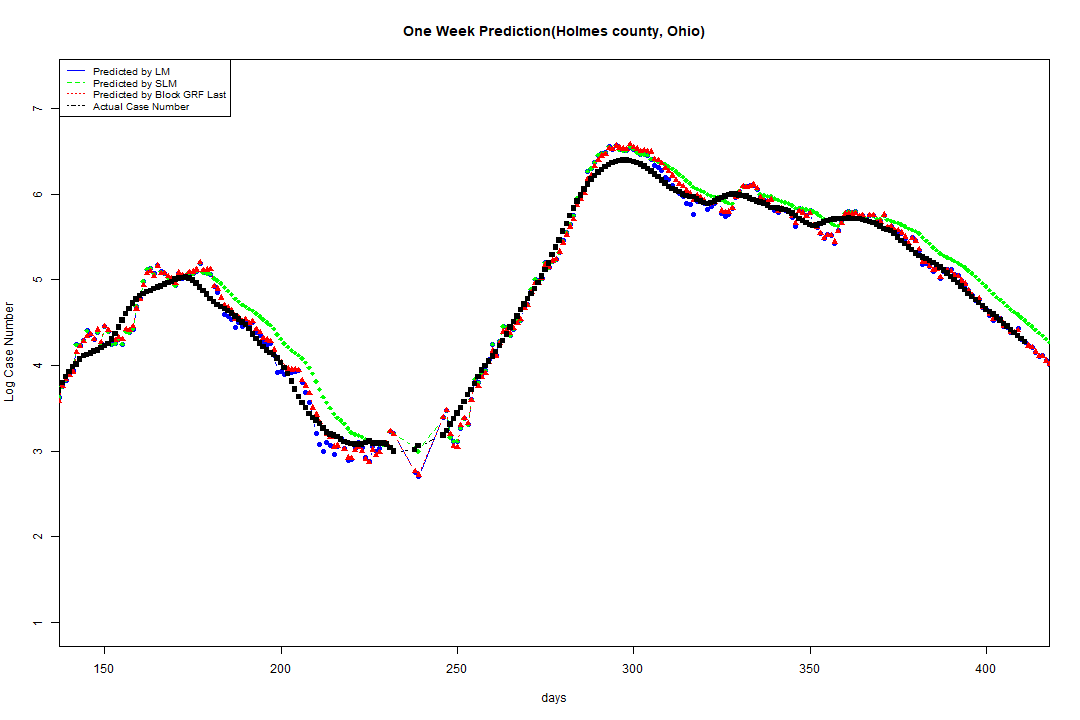 One Week Prediction(Holmes county, Ohio)
Predicted by LM
Predicted by SLM
Predicted by Block GRF Last
Actual Case Number
7
6
5
4
3
2
1
Log Case Number
150 200 250 300 350 400
days